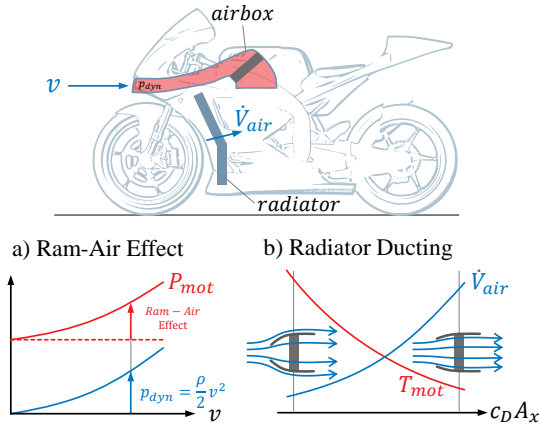 airbox
v
p_dyn
V̇_air
radiator
a) Ram-Air Effect
b) Radiator Ducting
P_mot
Ram − Air
Effect
p_dyn = ρ/2 v²
v
V̇_air
T_mot
c_D A_x